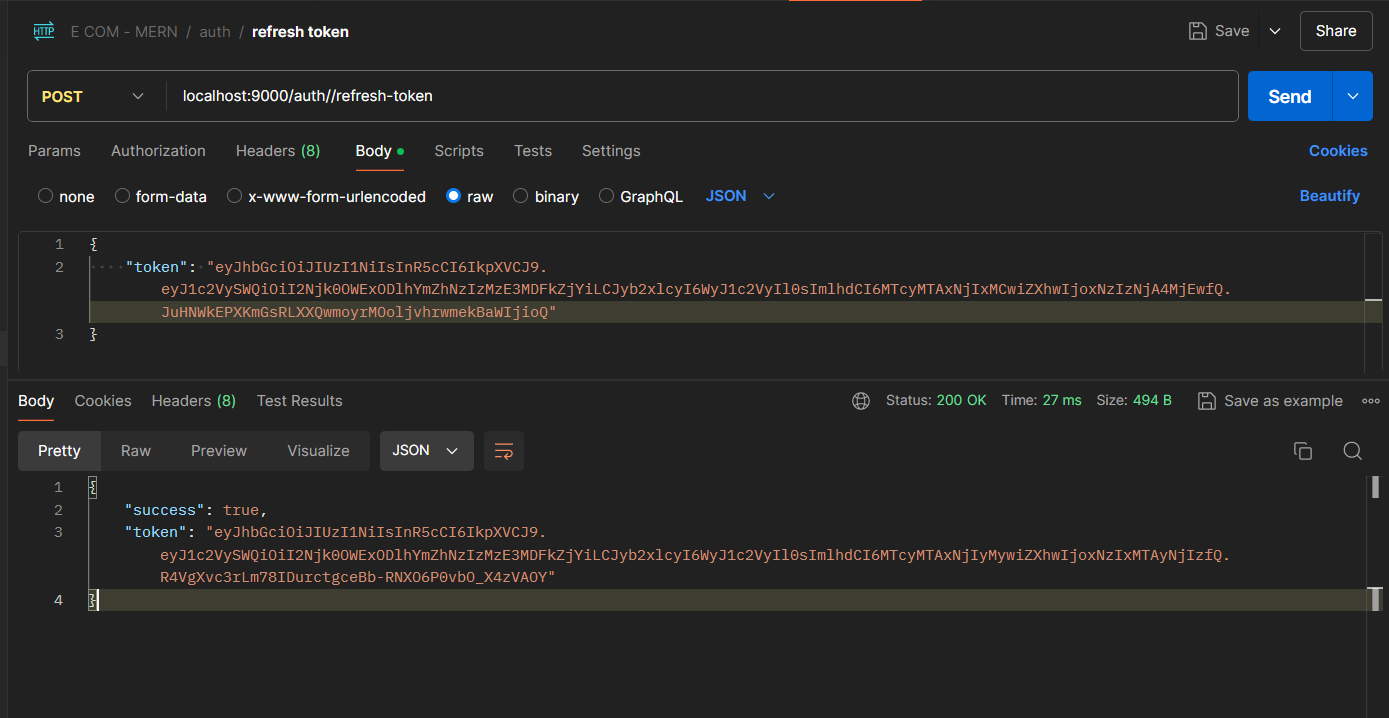 HTTP E COM - MERN / auth / refresh token Save Share
POST localhost:9000/auth//refresh-token Send
Params Authorization Headers (8) Body Scripts Tests Settings Cookies
none form-data x-www-form-urlencoded raw binary GraphQL JSON Beautify
1 {
2 "token": "eyJhbGciOiJIUzI1NiIsInR5cCI6IkpXVCJ9.
eyJ1c2VySWQiOiI2Njk0OWExODlhYmZhNzIzMzE3MDFkZjYiLCJyb2xlcyI6WyJ1c2VyIl0sImlhdCI6MTcyMTAxNjIxMCwiZXhwIjoxNzIzNjA4MjEwfQ.
JuHNWkEPXKmGsRLXXQwmoyrMOoljvhrwmekBaWIjioQ"
3 }
Body Cookies Headers (8) Test Results Status: 200 OK Time: 27 ms Size: 494 B Save as example
Pretty Raw Preview Visualize JSON
1 {
2 "success": true,
3 "token": "eyJhbGciOiJIUzI1NiIsInR5cCI6IkpXVCJ9.
eyJ1c2VySWQiOiI2Njk0OWExODlhYmZhNzIzMzE3MDFkZjYiLCJyb2xlcyI6WyJ1c2VyIl0sImlhdCI6MTcyMTAxNjIyMywiZXhwIjoxNzIxMTAyNjIzfQ.
R4VgXvc3rLm78IDurctgceBb-RNXO6P0vbO_X4zVAOY"
4 }